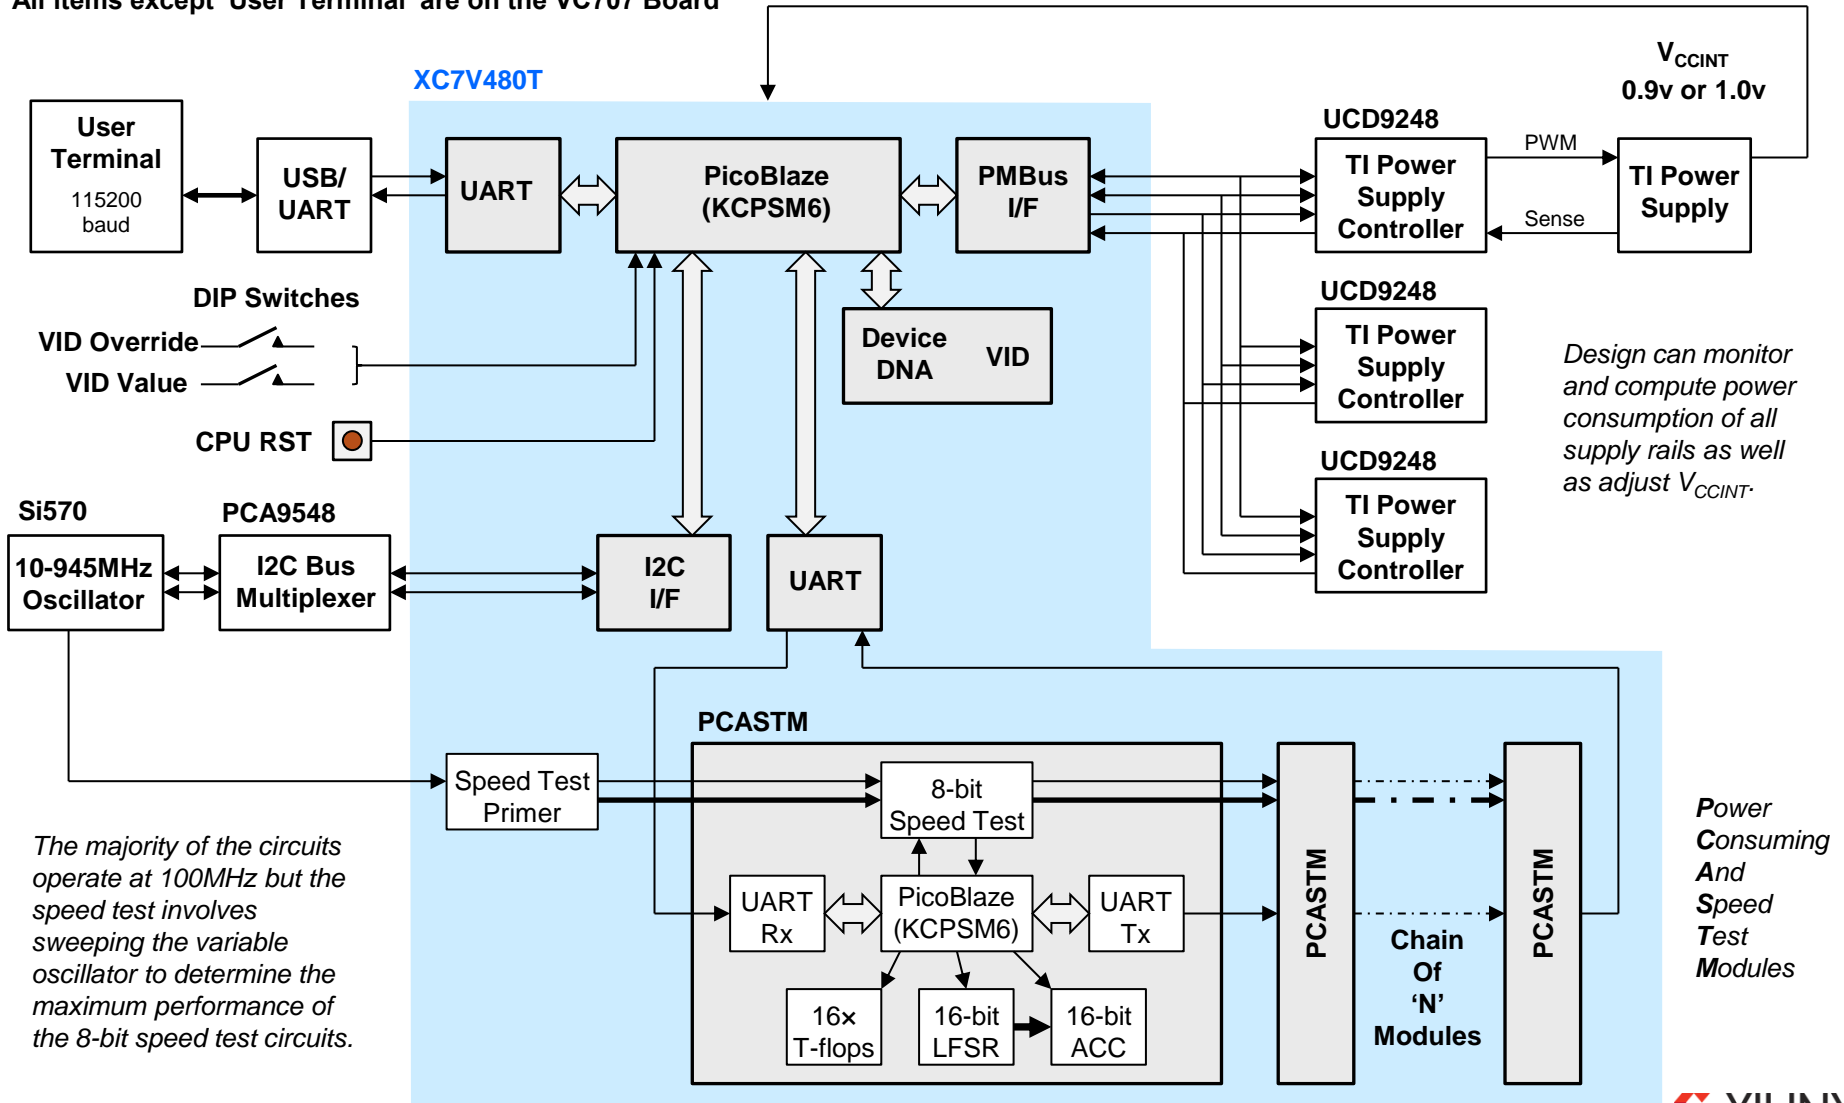 All items except 'User Terminal' are on the VC707 Board
XC7V480T
V_CCINT
0.9v or 1.0v
User
Terminal
115200
baud
USB/
UART
UART
PicoBlaze
(KCPSM6)
PMBus
I/F
UCD9248
TI Power
Supply
Controller
PWM
Sense
TI Power
Supply
DIP Switches
VID Override
VID Value
CPU RST
Device
DNA
VID
UCD9248
TI Power
Supply
Controller
Design can monitor
and compute power
consumption of all
supply rails as well
as adjust V_CCINT.
UCD9248
TI Power
Supply
Controller
Si570
10-945MHz
Oscillator
PCA9548
I2C Bus
Multiplexer
I2C
I/F
UART
PCASTM
Speed Test
Primer
8-bit
Speed Test
UART
Rx
PicoBlaze
(KCPSM6)
UART
Tx
16×
T-flops
16-bit
LFSR
16-bit
ACC
PCASTM
Chain
Of
‘N’
Modules
PCASTM
Power
Consuming
And
Speed
Test
Modules
The majority of the circuits
operate at 100MHz but the
speed test involves
sweeping the variable
oscillator to determine the
maximum performance of
the 8-bit speed test circuits.